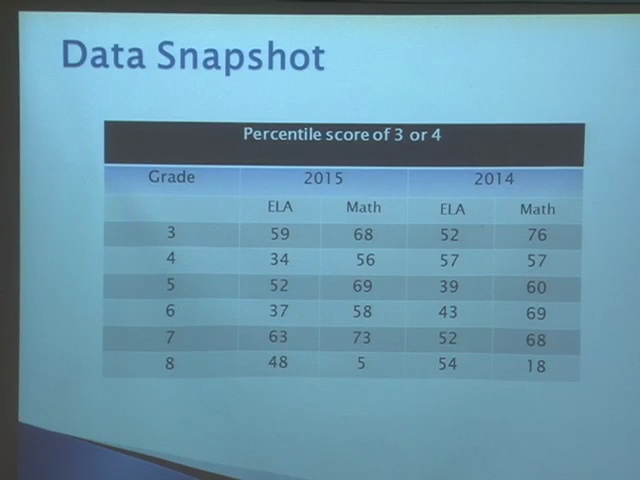 Data Snapshot
Percentile score of 3 or 4
Grade 2015 2014
ELA Math ELA Math
3 59 68 52 76
4 34 56 57 57
5 52 69 39 60
6 37 58 43 69
7 63 73 52 68
8 48 5 54 18